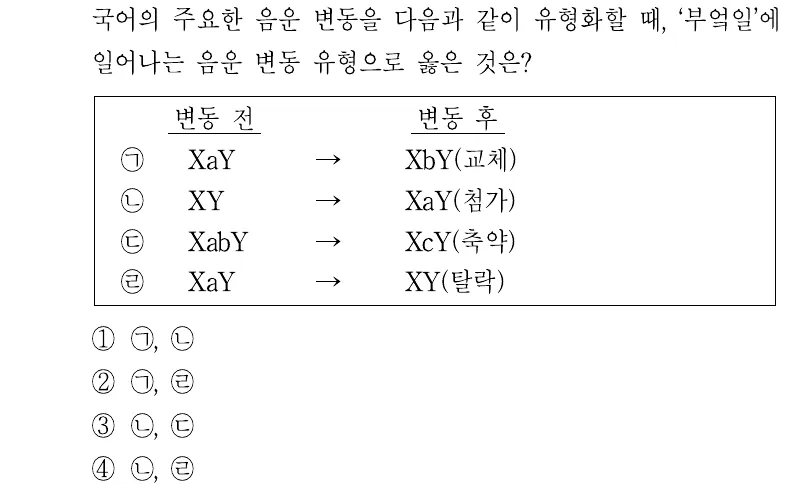 국어의 주요한 음운 변동을 다음과 같이 유형화할 때, ‘부엌일’에
일어나는 음운 변동 유형으로 옳은 것은?
변동 전 변동 후
㉠ XaY → XbY(교체)
㉡ XY → XaY(첨가)
㉢ XabY → XcY(축약)
㉣ XaY → XY(탈락)
① ㉠, ㉡
② ㉠, ㉣
③ ㉡, ㉢
④ ㉡, ㉣